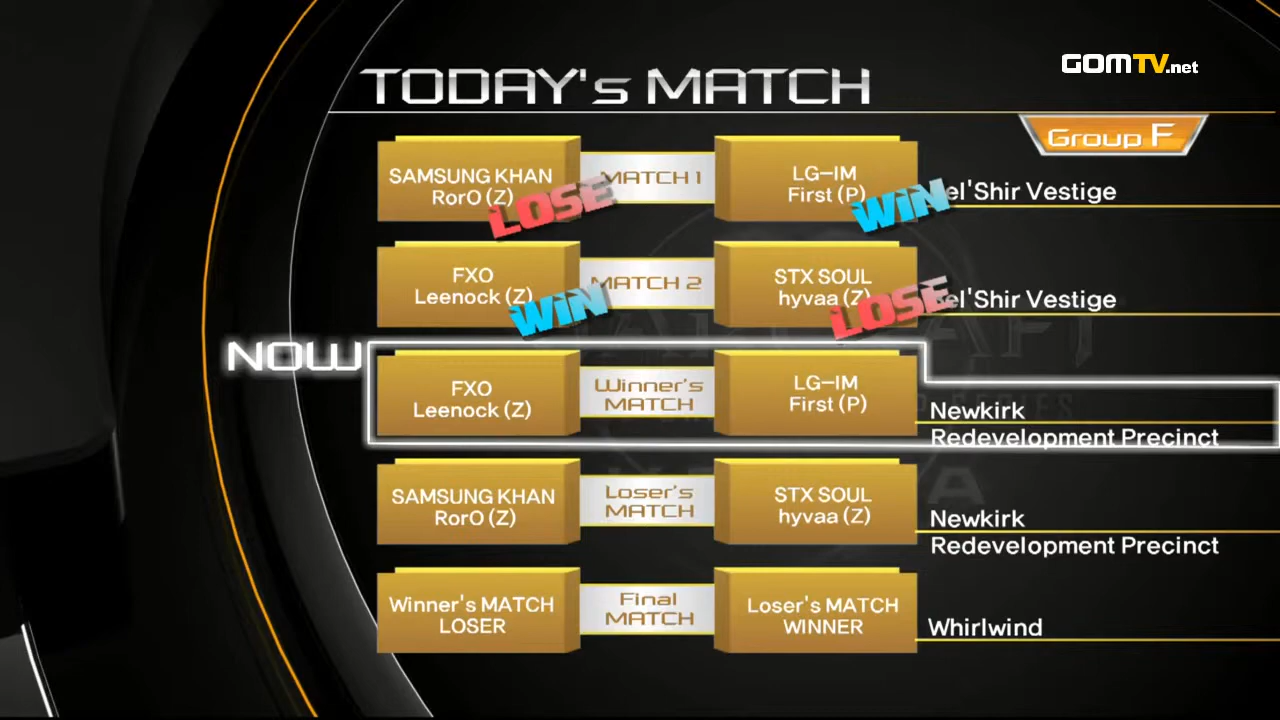 GOMTV.net
TODAY's MATCH
Group F
SAMSUNG KHAN
RorO (Z)
LOSE
MATCH 1
LG-IM
First (P)
WIN
el'Shir Vestige
FXO
Leenock (Z)
WIN
MATCH 2
STX SOUL
hyvaa (Z)
LOSE
el'Shir Vestige
NOW
FXO
Leenock (Z)
Winner's
MATCH
LG-IM
First (P)
Newkirk
Redevelopment Precinct
SAMSUNG KHAN
RorO (Z)
Loser's
MATCH
STX SOUL
hyvaa (Z)
Newkirk
Redevelopment Precinct
Winner's MATCH
LOSER
Final
MATCH
Loser's MATCH
WINNER
Whirlwind